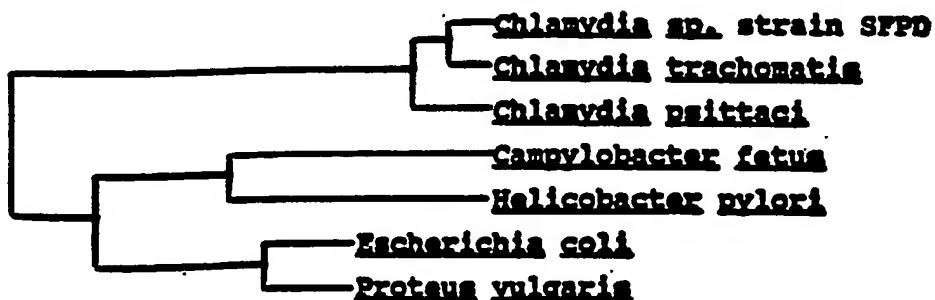 Chlamydia sp. strain SFPD
Chlamydia trachomatis
Chlamydia psittaci
Campylobacter fetus
Helicobacter pylori
Escherichia coli
Proteus vulgaris